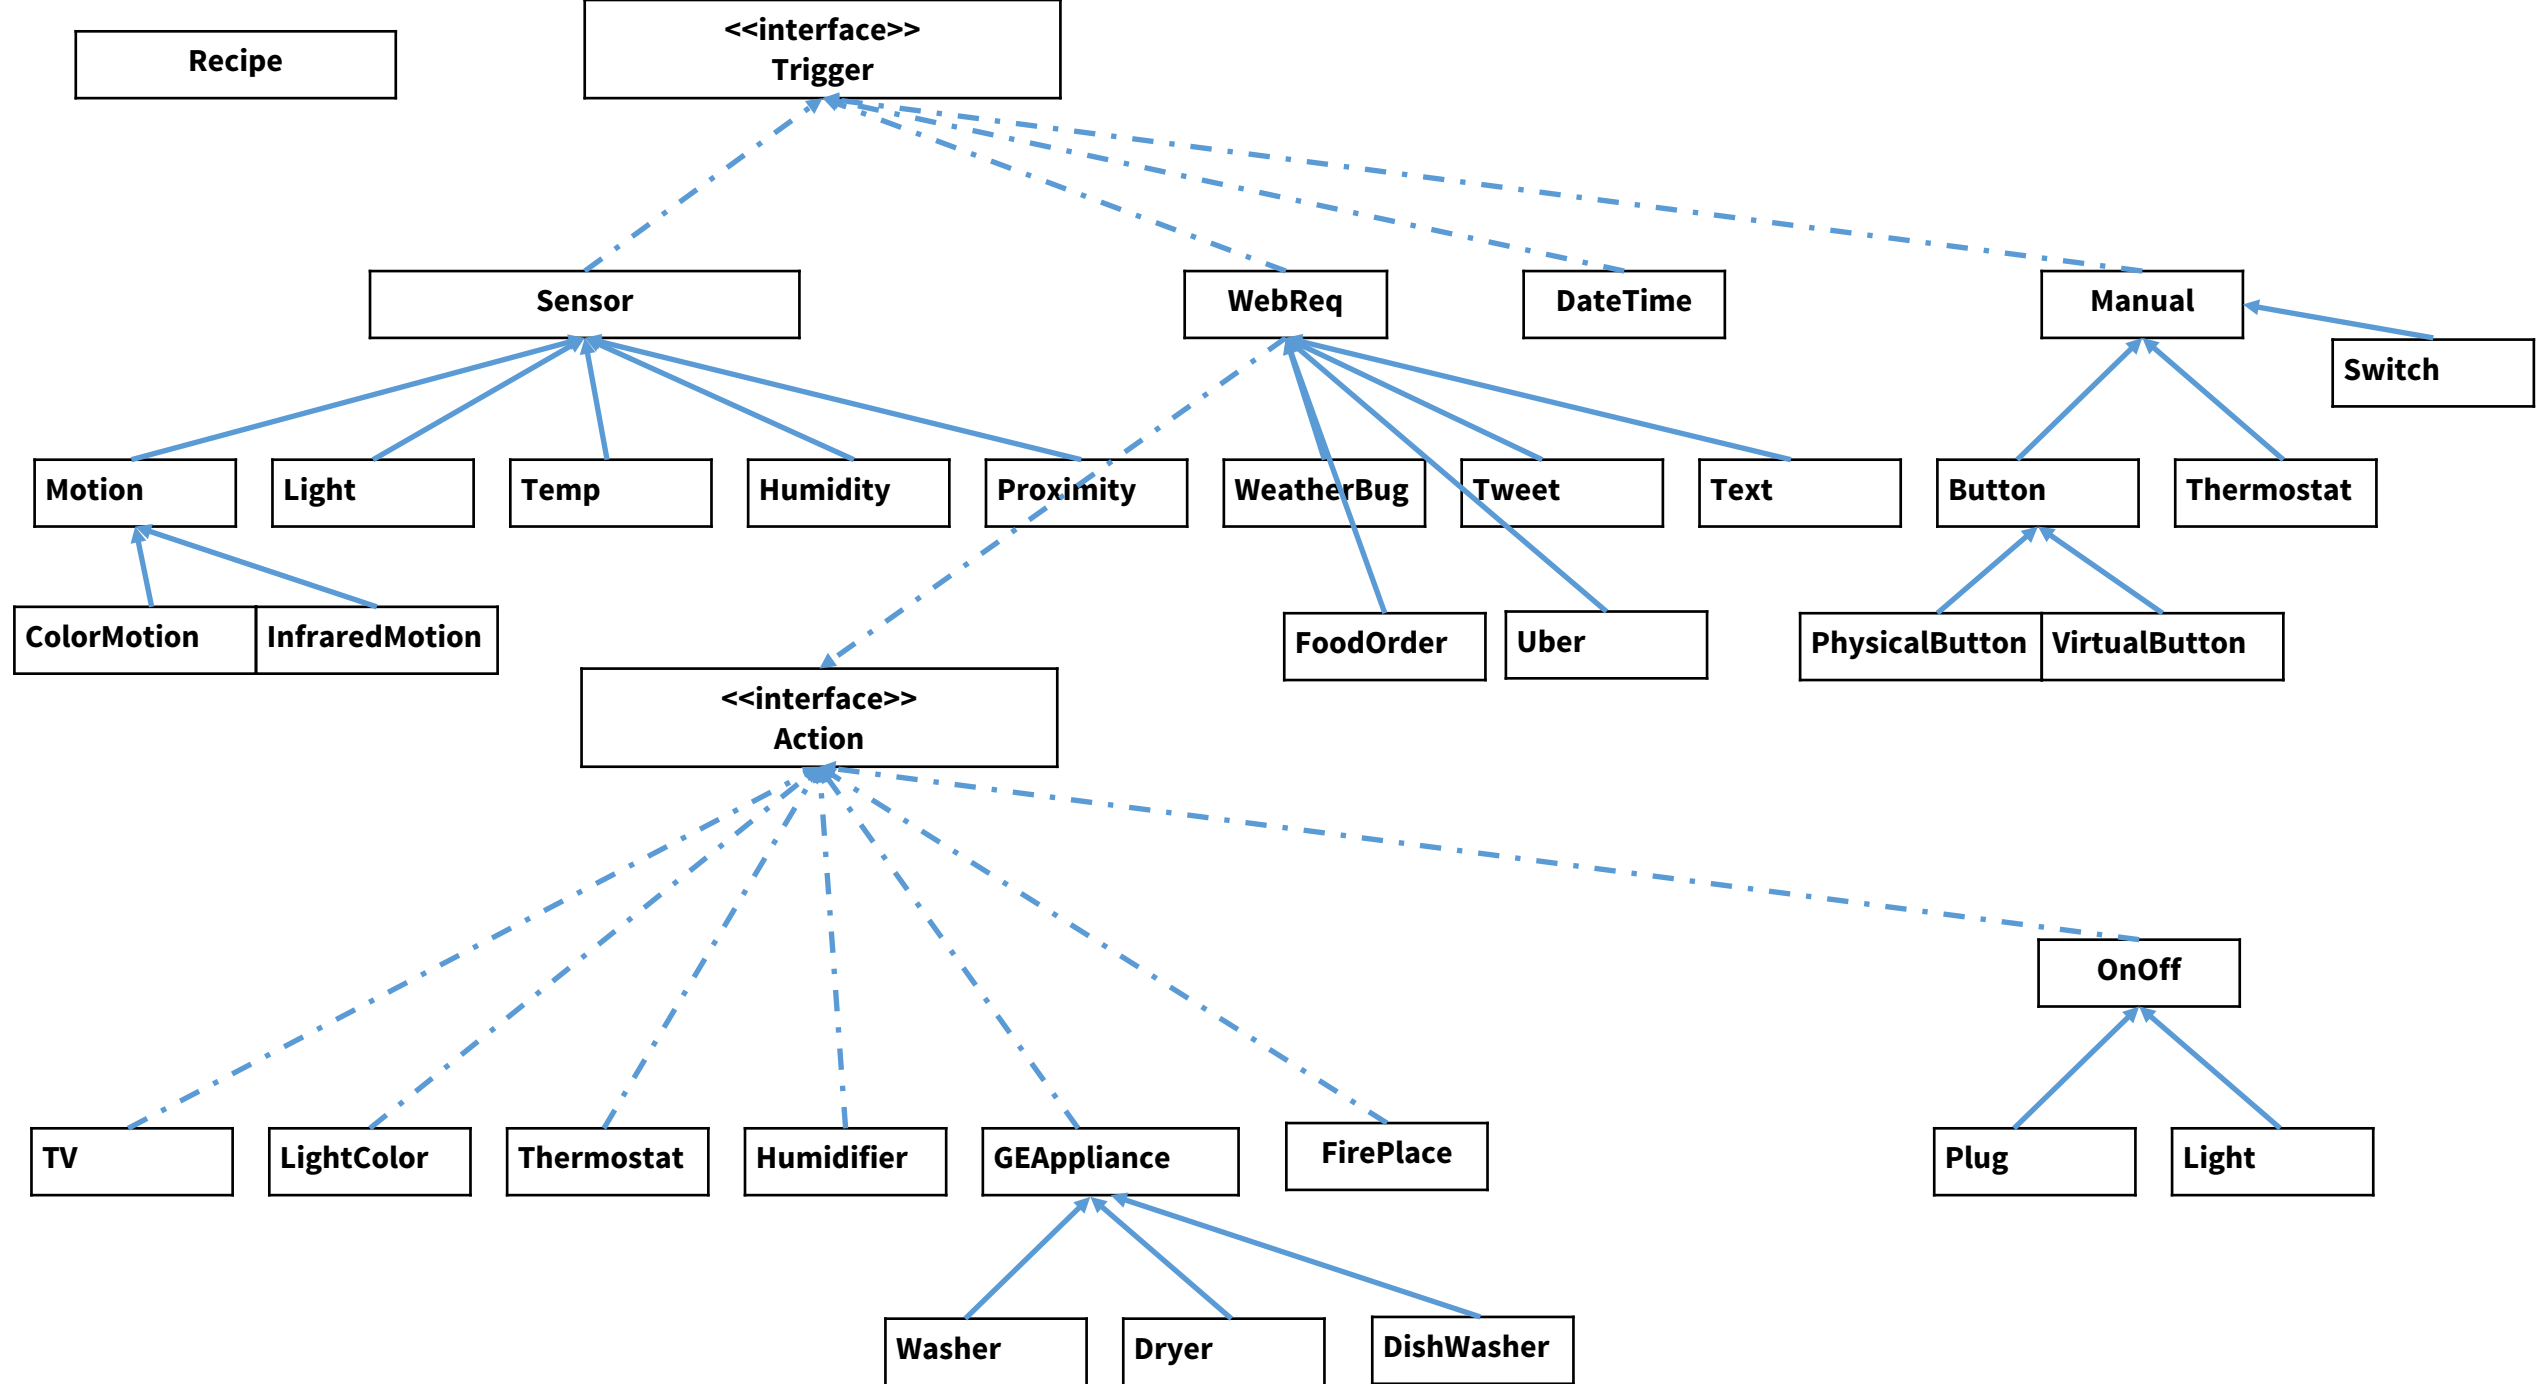 Recipe
<<interface>>
Trigger
Sensor
WebReq
DateTime
Manual
Switch
Motion
Light
Temp
Humidity
Proximity
WeatherBug
Tweet
Text
Button
Thermostat
ColorMotion
InfraredMotion
FoodOrder
Uber
PhysicalButton
VirtualButton
<<interface>>
Action
OnOff
TV
LightColor
Thermostat
Humidifier
GEAppliance
FirePlace
Plug
Light
Washer
Dryer
DishWasher